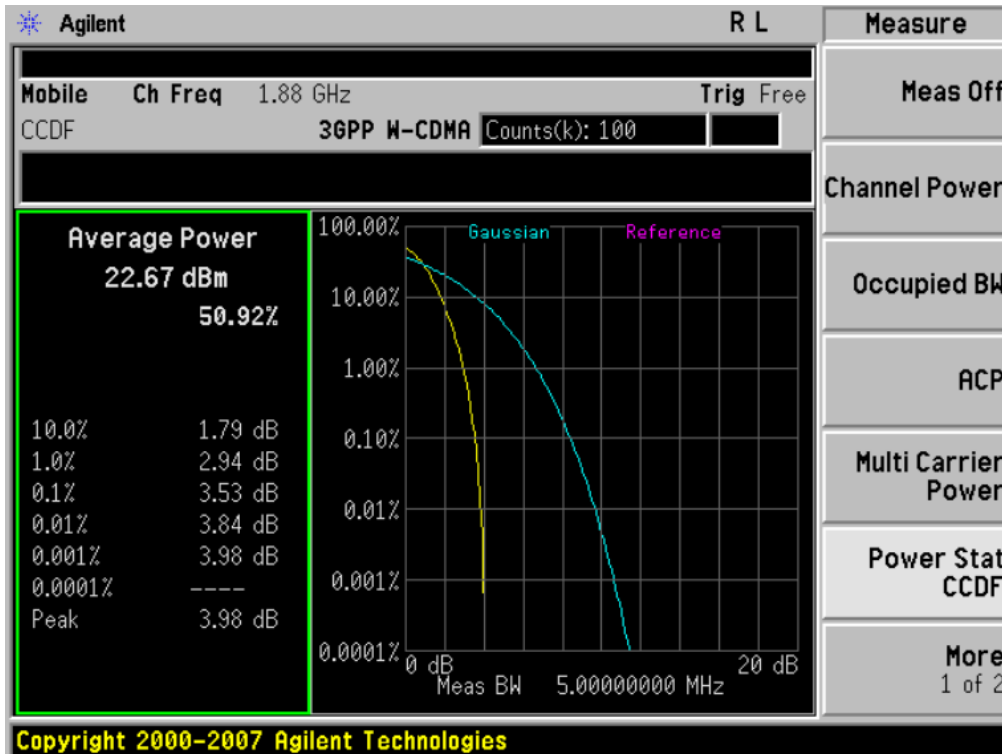 Agilent R L
Mobile Ch Freq 1.88 GHz Trig Free
CCDF 3GPP W-CDMA Counts(k): 100
Average Power
22.67 dBm
50.92%
10.0% 1.79 dB
1.0% 2.94 dB
0.1% 3.53 dB
0.01% 3.84 dB
0.001% 3.98 dB
0.0001% ----
Peak 3.98 dB
Gaussian Reference
100.00%
10.00%
1.00%
0.10%
0.01%
0.001%
0.0001%
0 dB 20 dB
Meas BW 5.00000000 MHz
Measure
Meas Off
Channel Power
Occupied BW
ACP
Multi Carrier
Power
Power Stat
CCDF
More
1 of 2
Copyright 2000-2007 Agilent Technologies